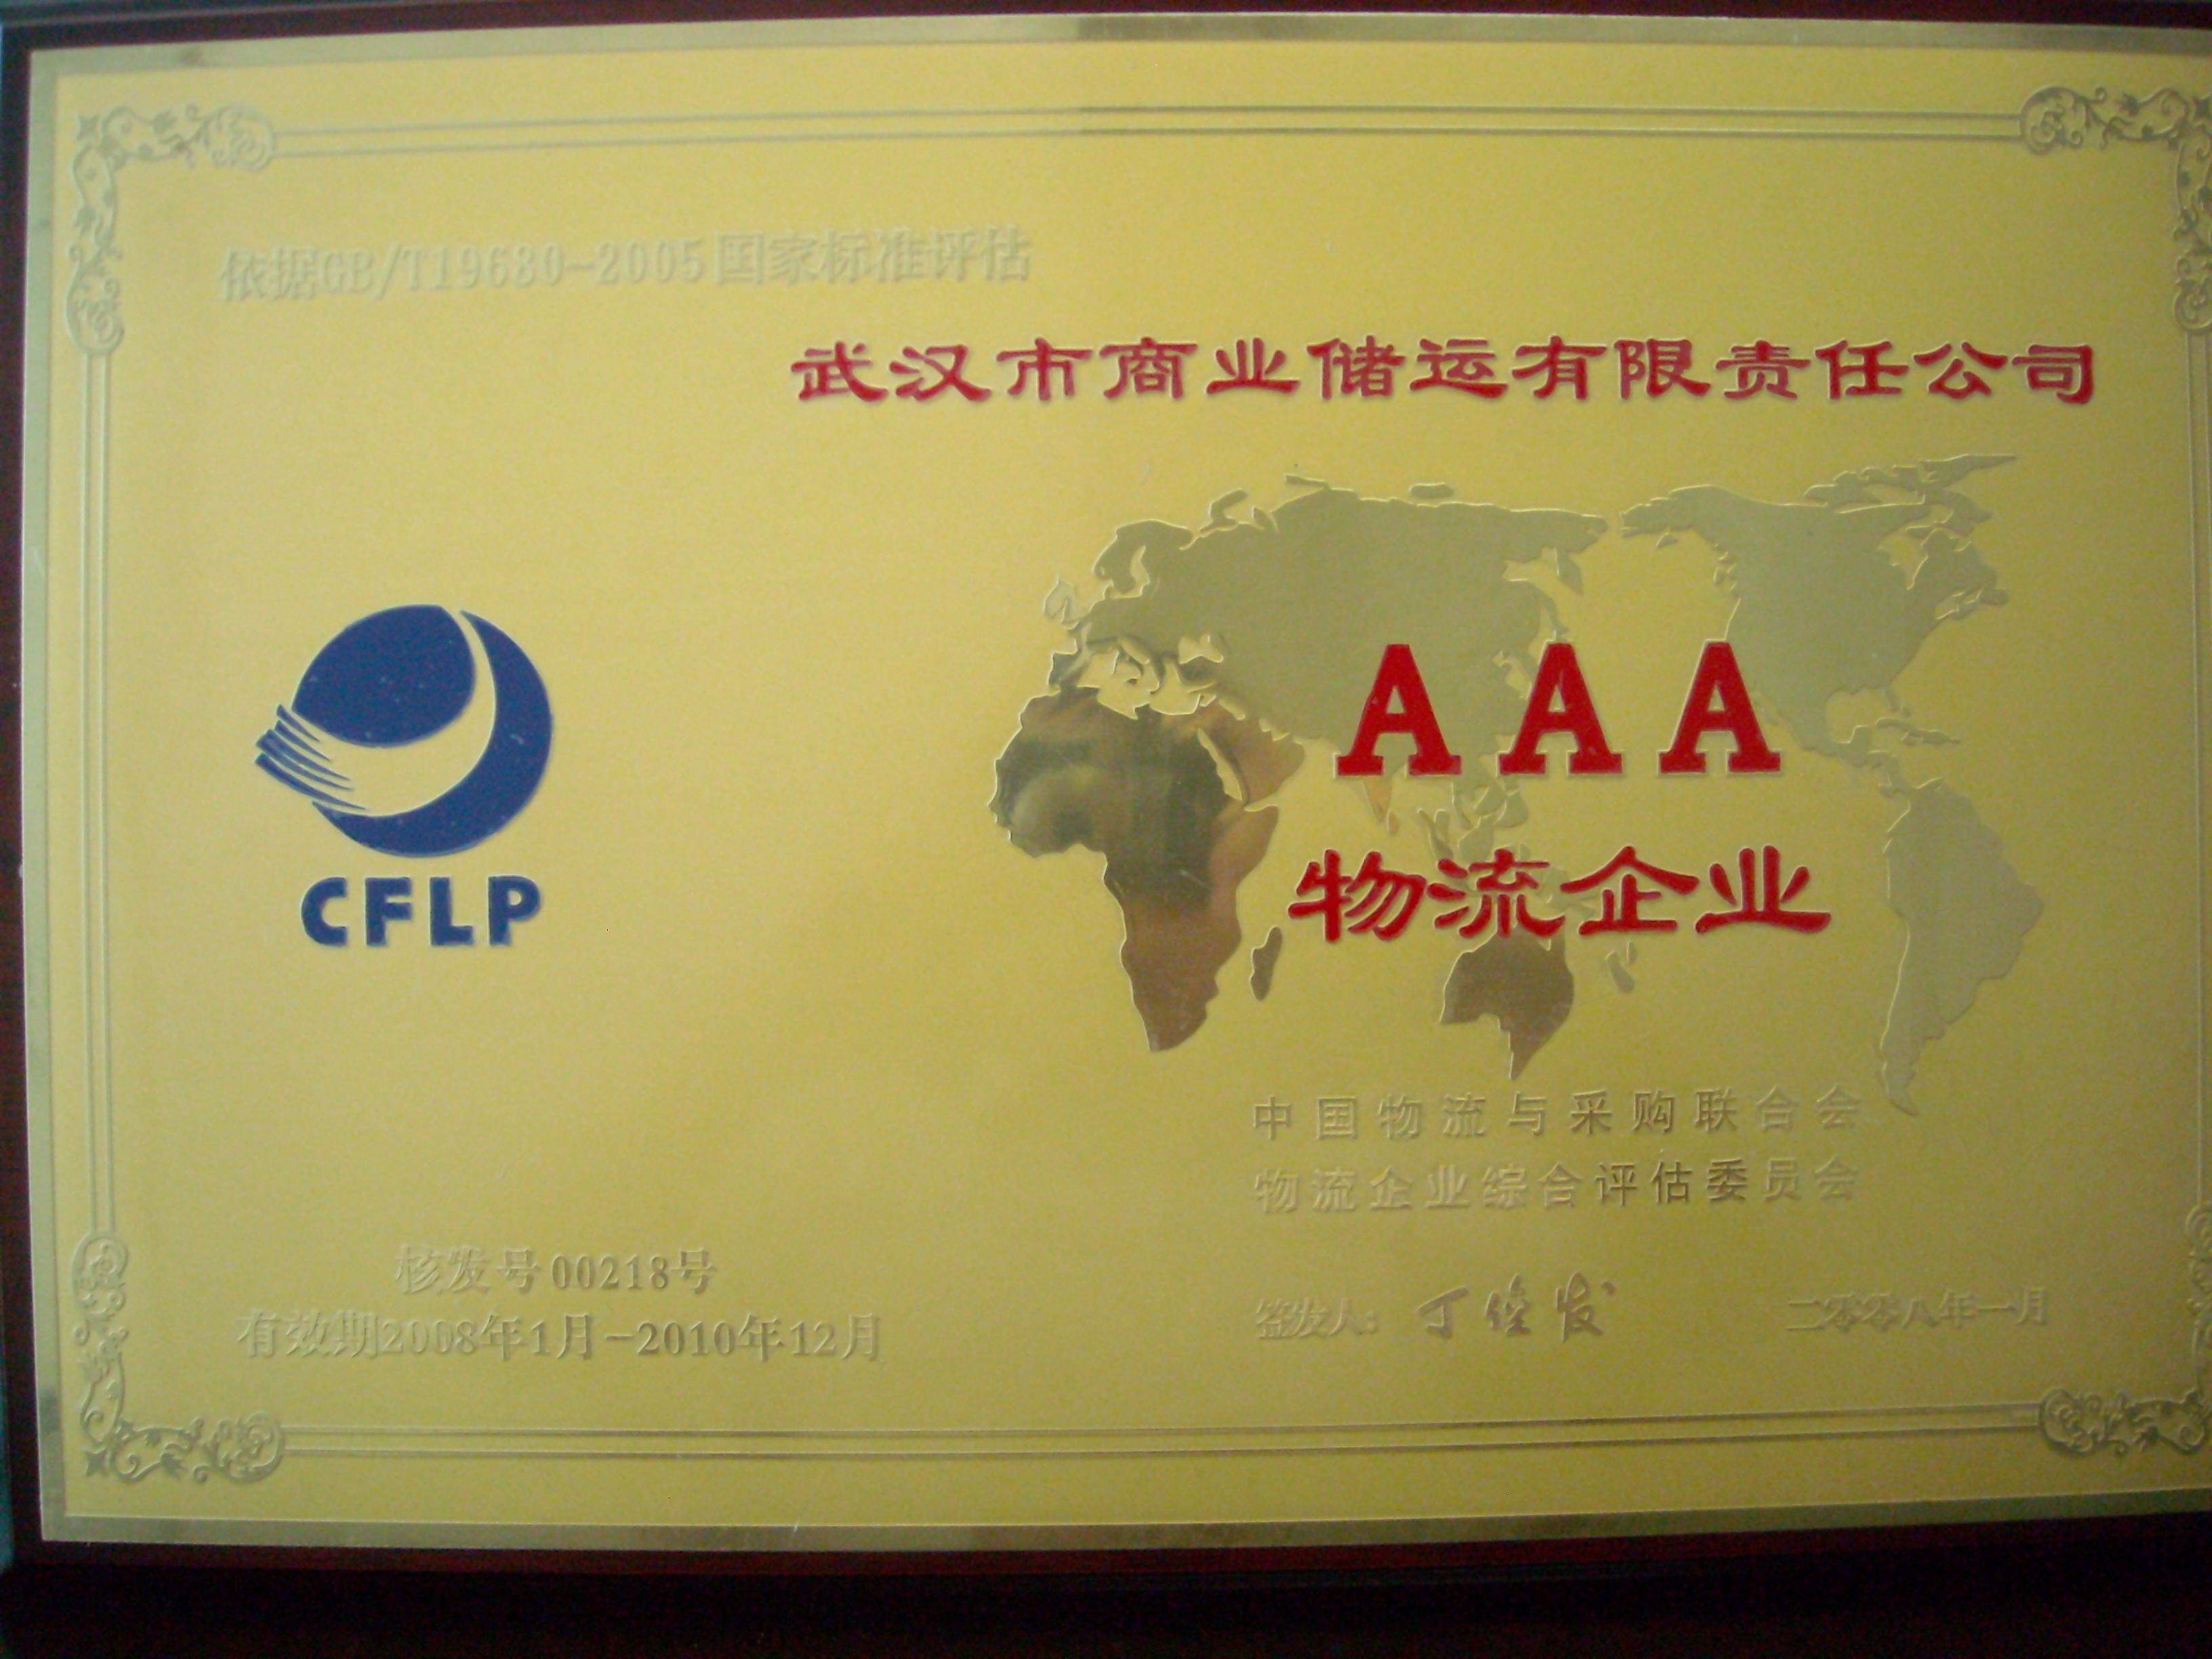 依据GB/T19680-2005国家标准评估
武汉市商业储运有限责任公司
AAA
物流企业
CFLP
中国物流与采购联合会
物流企业综合评估委员会
核发号00218号
有效期2008年1月-2010年12月
签发人: 丁俊发
二零零八年一月